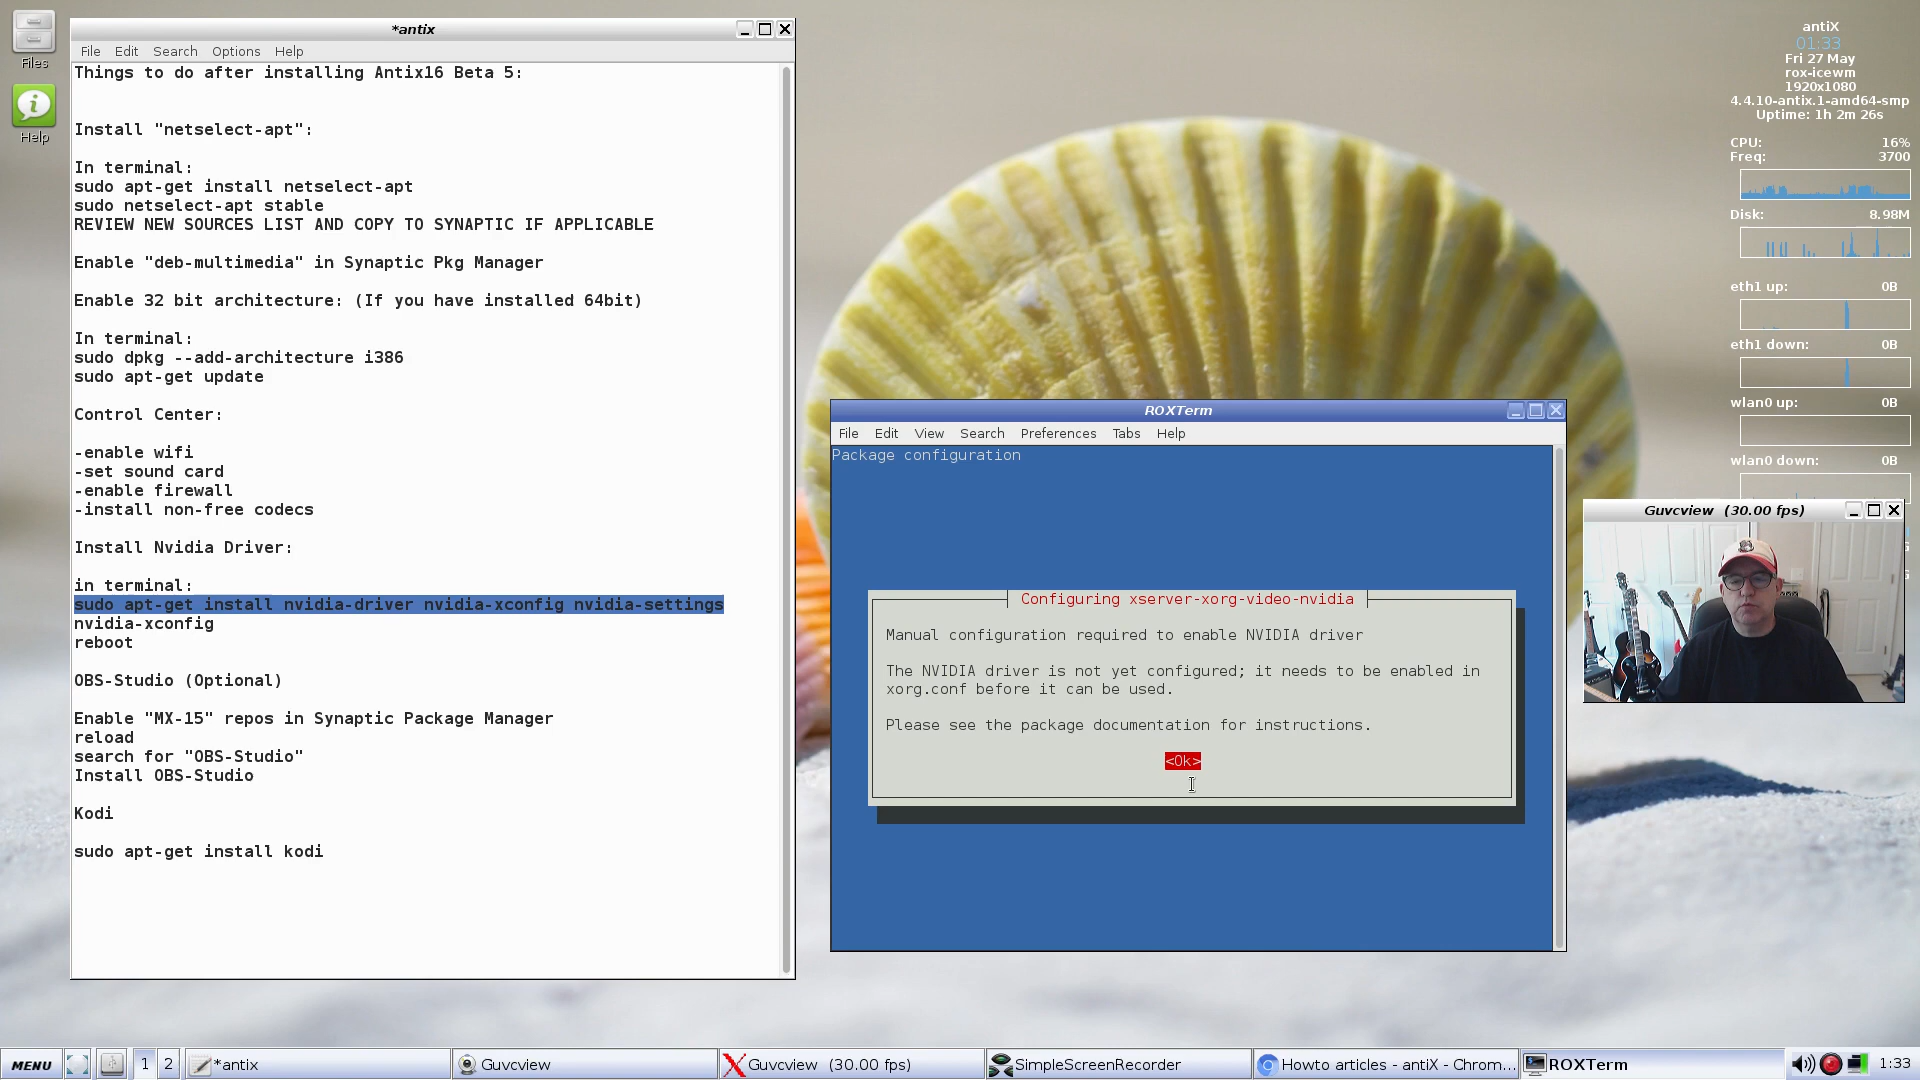 Files
Help
*antix
File Edit Search Options Help
Things to do after installing Antix16 Beta 5:
Install "netselect-apt":
In terminal:
sudo apt-get install netselect-apt
sudo netselect-apt stable
REVIEW NEW SOURCES LIST AND COPY TO SYNAPTIC IF APPLICABLE
Enable "deb-multimedia" in Synaptic Pkg Manager
Enable 32 bit architecture: (If you have installed 64bit)
In terminal:
sudo dpkg --add-architecture i386
sudo apt-get update
Control Center:
-enable wifi
-set sound card
-enable firewall
-install non-free codecs
Install Nvidia Driver:
in terminal:
sudo apt-get install nvidia-driver nvidia-xconfig nvidia-settings
nvidia-xconfig
reboot
OBS-Studio (Optional)
Enable "MX-15" repos in Synaptic Package Manager
reload
search for "OBS-Studio"
Install OBS-Studio
Kodi
sudo apt-get install kodi
ROXTerm
File Edit View Search Preferences Tabs Help
Package configuration
Configuring xserver-xorg-video-nvidia
Manual configuration required to enable NVIDIA driver
The NVIDIA driver is not yet configured; it needs to be enabled in
xorg.conf before it can be used.
Please see the package documentation for instructions.
<Ok>
antiX
01:33
Fri 27 May
rox-icewm
1920x1080
4.4.10-antix.1-amd64-smp
Uptime: 1h 2m 26s
CPU: 16%
Freq: 3700
Disk: 8.98M
eth1 up: 0B
eth1 down: 0B
wlan0 up: 0B
wlan0 down: 0B
Guvcview (30.00 fps)
MENU 1 2 *antix Guvcview Guvcview (30.00 fps) SimpleScreenRecorder Howto articles - antiX - Chrom... ROXTerm 1:33